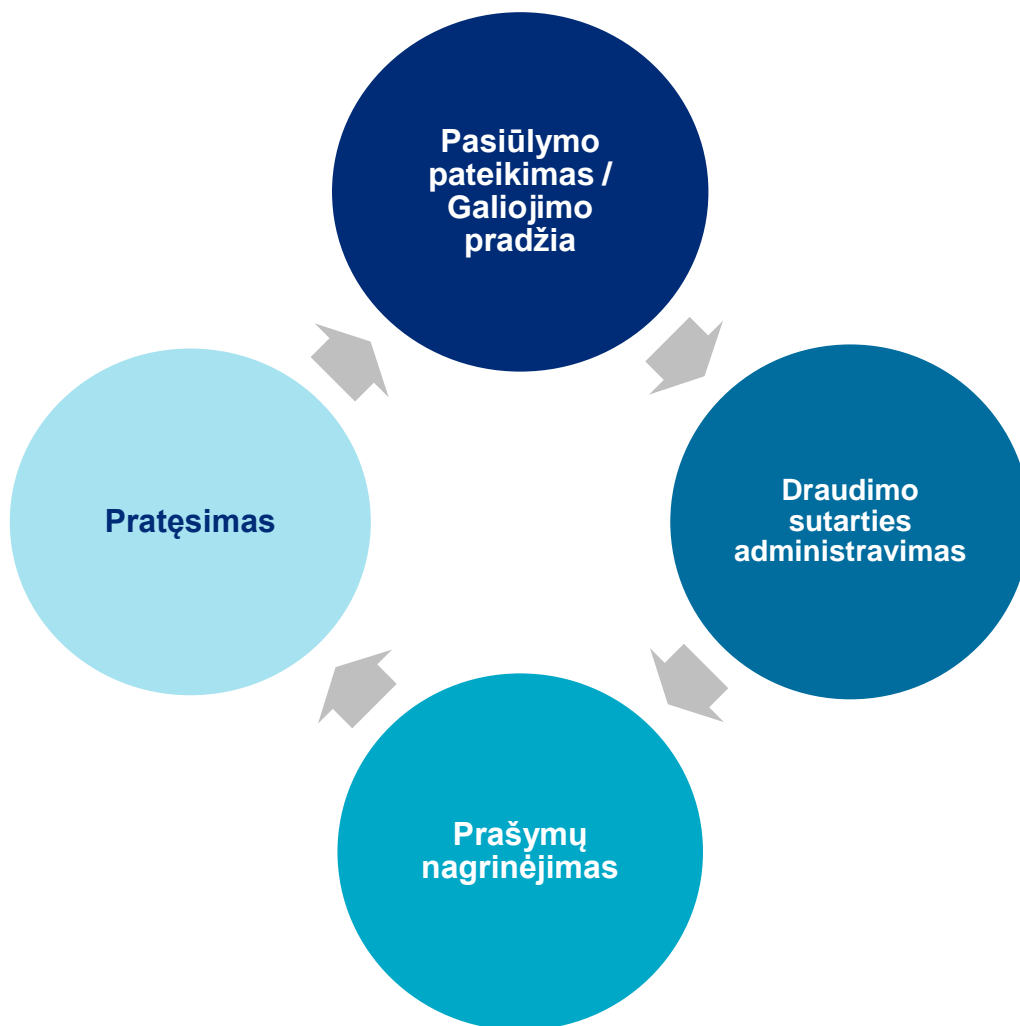 Pasiūlymo
pateikimas /
Galiojimo
pradžia
Draudimo
sutarties
administravimas
Prašymų
nagrinėjimas
Pratęsimas